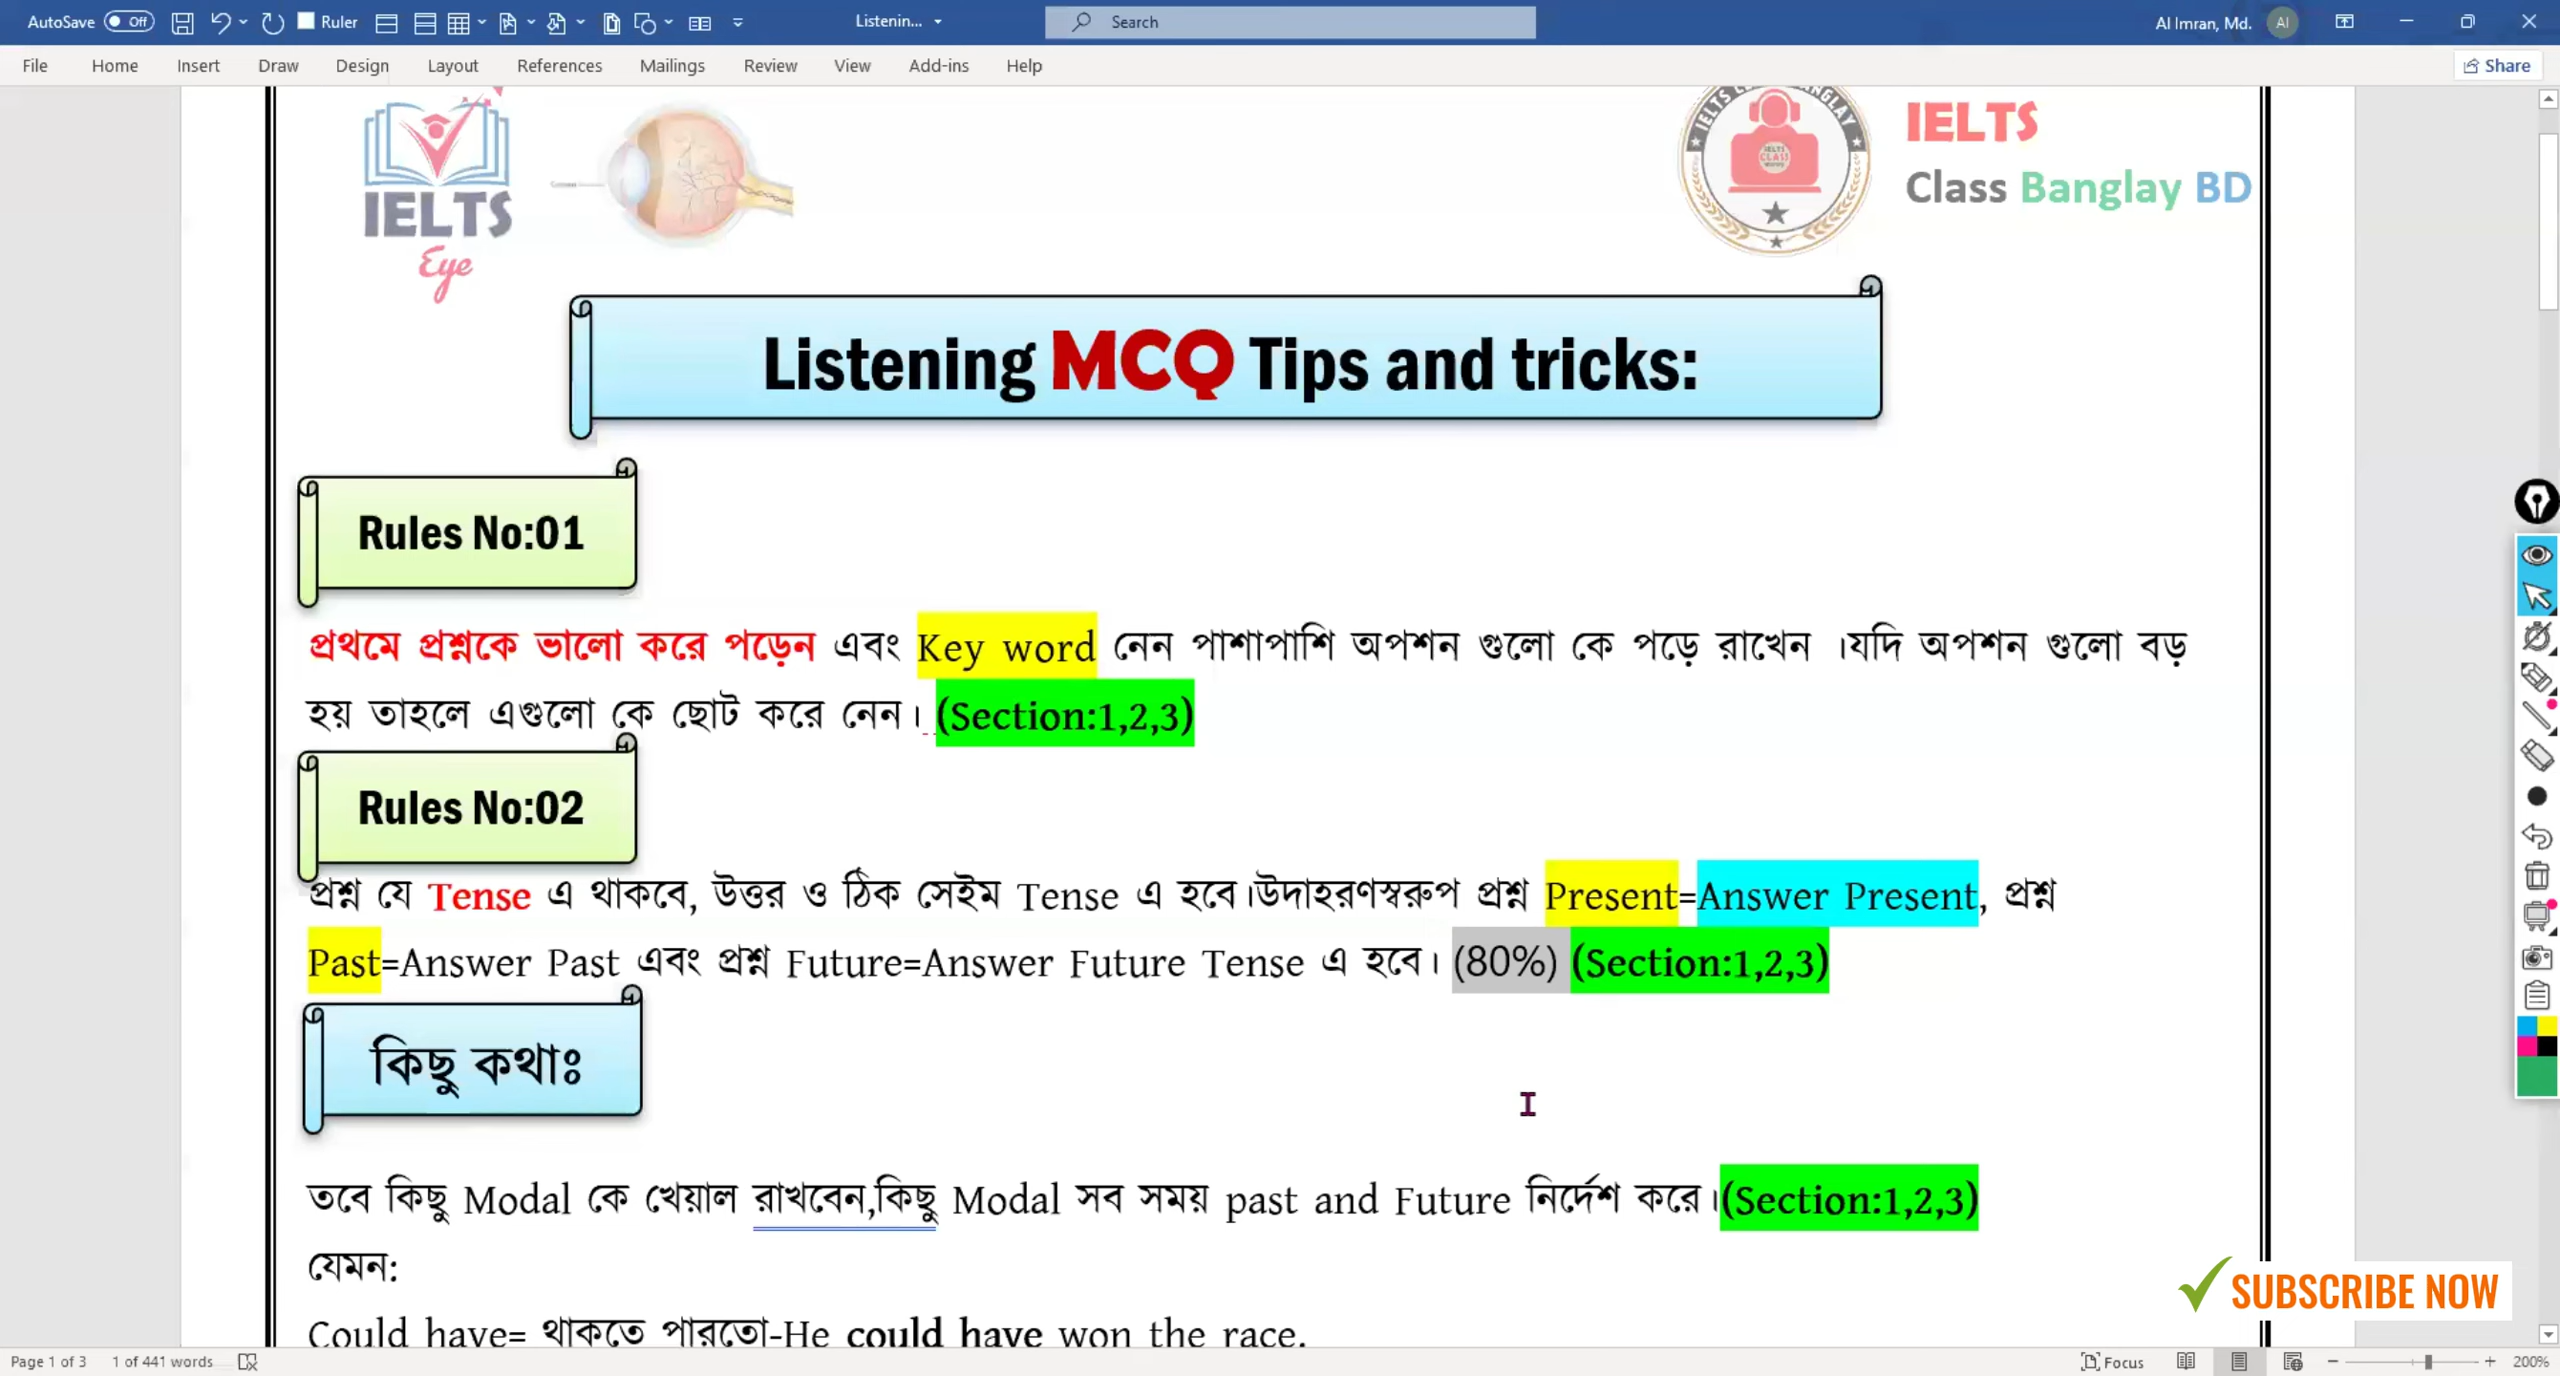 AutoSave Off Ruler Listenin... Search Al Imran, Md. AI
File Home Insert Draw Design Layout References Mailings Review View Add-ins Help Share
IELTS
Eye
IELTS
Class Banglay BD
Listening MCQ Tips and tricks:
Rules No:01
প্রথমে প্রশ্নকে ভালো করে পড়েন এবং Key word নেন পাশাপাশি অপশন গুলো কে পড়ে রাখেন ।যদি অপশন গুলো বড়
হয় তাহলে এগুলো কে ছোট করে নেন। (Section:1,2,3)
Rules No:02
প্রশ্ন যে Tense এ থাকবে, উত্তর ও ঠিক সেইম Tense এ হবে।উদাহরণস্বরুপ প্রশ্ন Present=Answer Present, প্রশ্ন
Past=Answer Past এবং প্রশ্ন Future=Answer Future Tense এ হবে। (80%) (Section:1,2,3)
কিছু কথাঃ
তবে কিছু Modal কে খেয়াল রাখবেন,কিছু Modal সব সময় past and Future নির্দেশ করে।(Section:1,2,3)
যেমন:
SUBSCRIBE NOW
Could have= থাকতে পারতো-He could have won the race.
Page 1 of 3 1 of 441 words Focus 200%